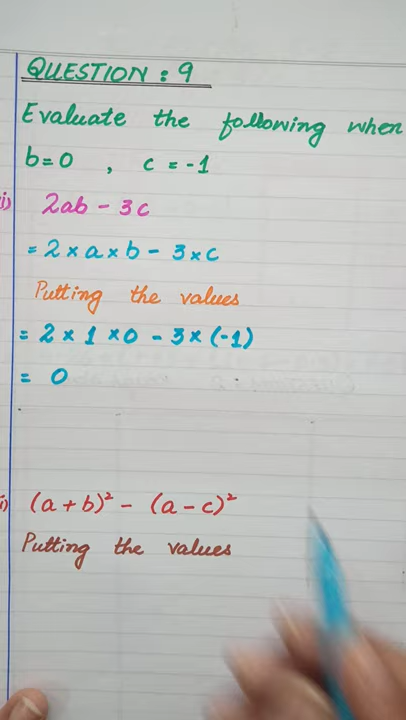 QUESTION : 9
Evaluate the following when
b=0 , c = -1
i) 2ab - 3c
= 2 × a × b - 3 × c
Putting the values
= 2 × 1 × 0 - 3 × (-1)
= 0
i) (a + b)² - (a - c)²
Putting the values